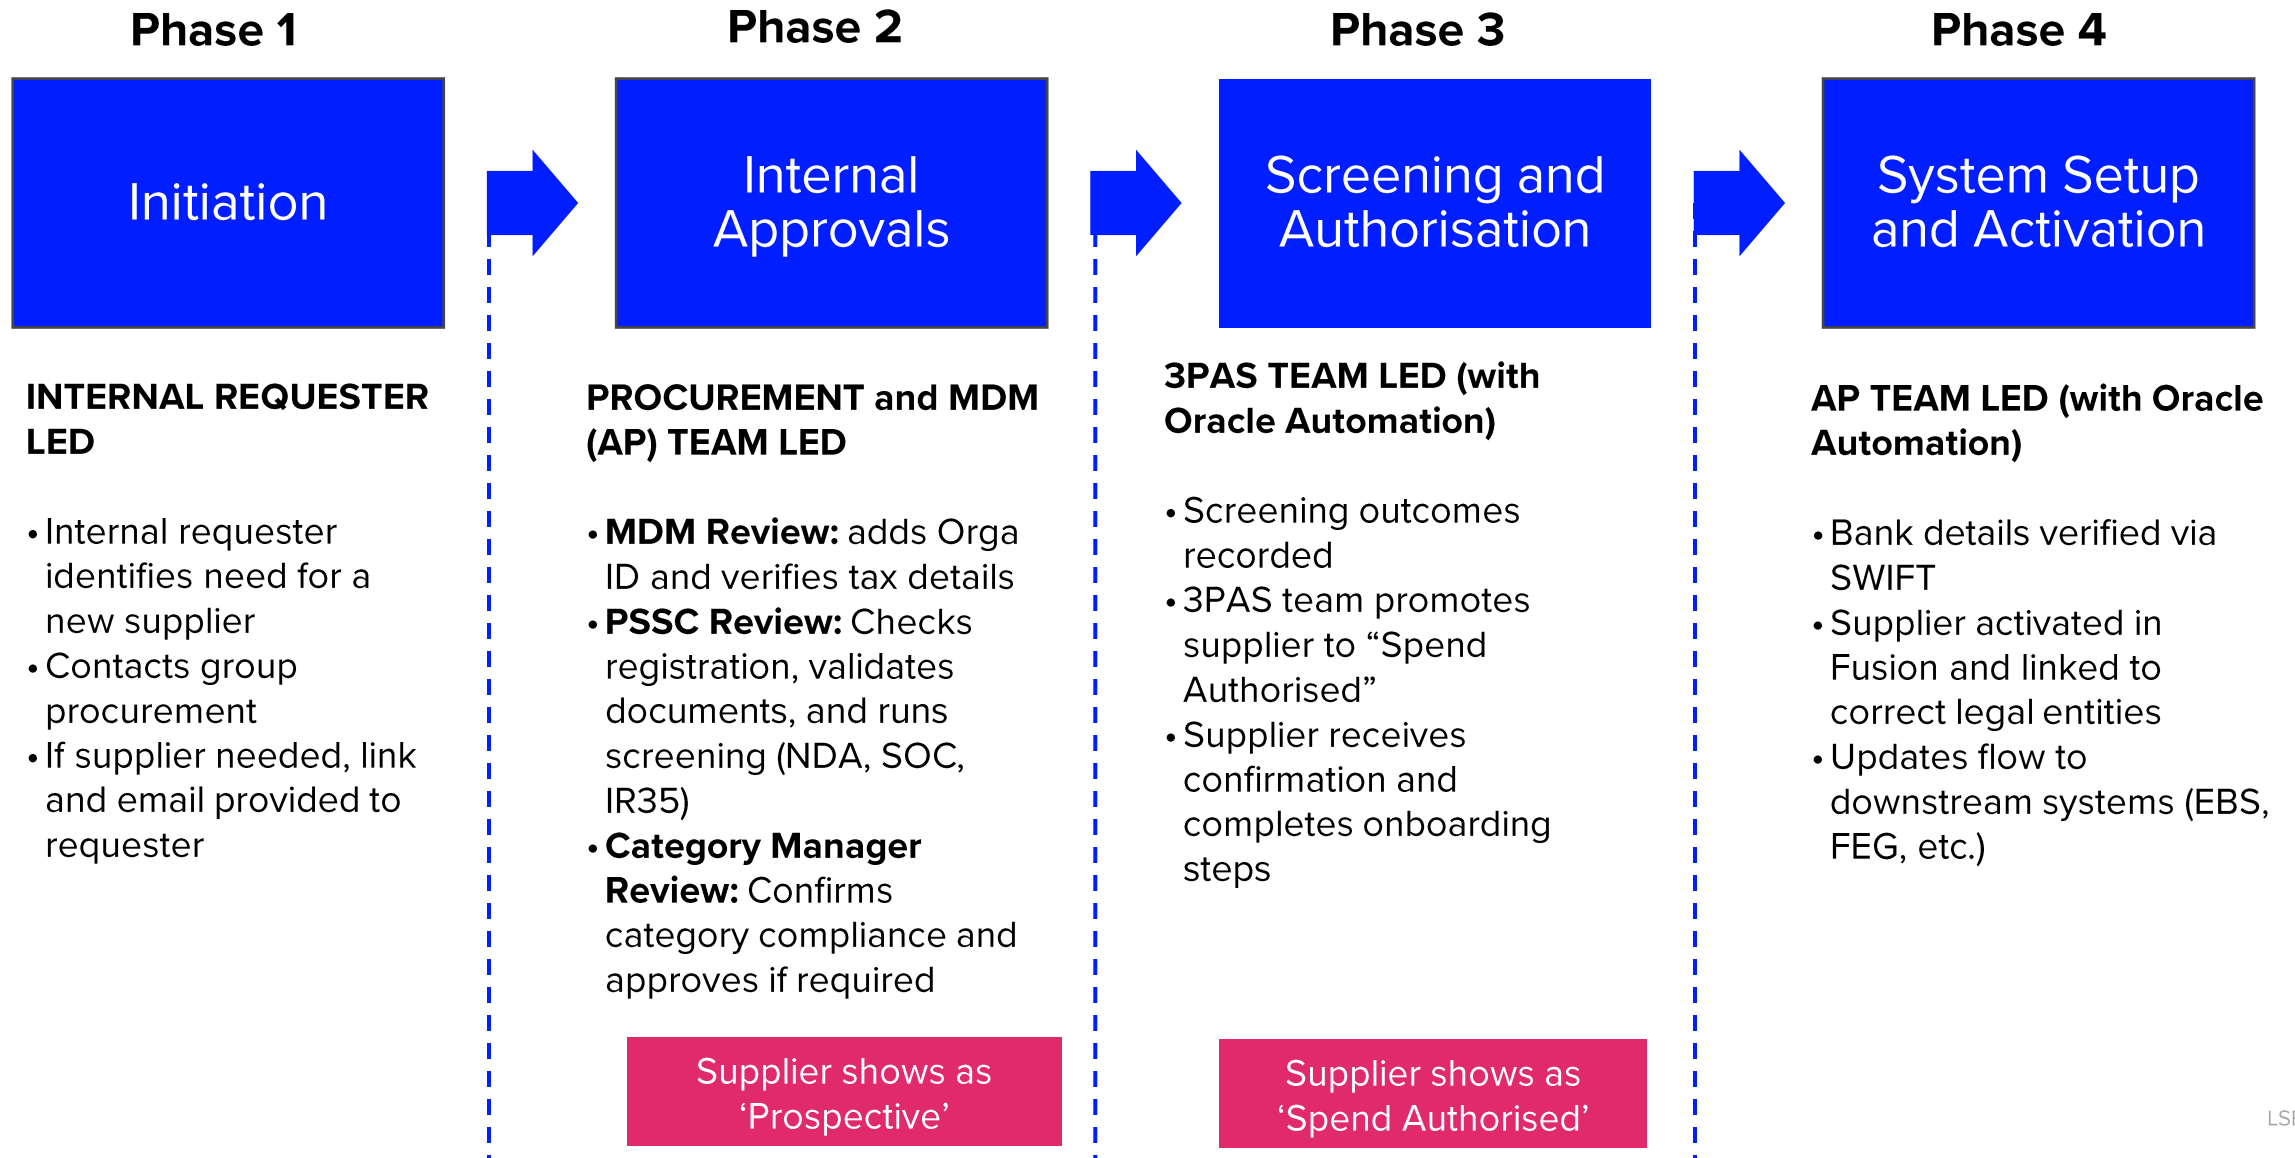 Phase 1
Initiation
INTERNAL REQUESTER
LED
• Internal requester
identifies need for a
new supplier
• Contacts group
procurement
• If supplier needed, link
and email provided to
requester
Phase 2
Internal
Approvals
PROCUREMENT and MDM
(AP) TEAM LED
• MDM Review: adds Orga
ID and verifies tax details
• PSSC Review: Checks
registration, validates
documents, and runs
screening (NDA, SOC,
IR35)
• Category Manager
Review: Confirms
category compliance and
approves if required
Supplier shows as
‘Prospective’
Phase 3
Screening and
Authorisation
3PAS TEAM LED (with
Oracle Automation)
• Screening outcomes
recorded
• 3PAS team promotes
supplier to “Spend
Authorised”
• Supplier receives
confirmation and
completes onboarding
steps
Supplier shows as
‘Spend Authorised’
Phase 4
System Setup
and Activation
AP TEAM LED (with Oracle
Automation)
• Bank details verified via
SWIFT
• Supplier activated in
Fusion and linked to
correct legal entities
• Updates flow to
downstream systems (EBS,
FEG, etc.)